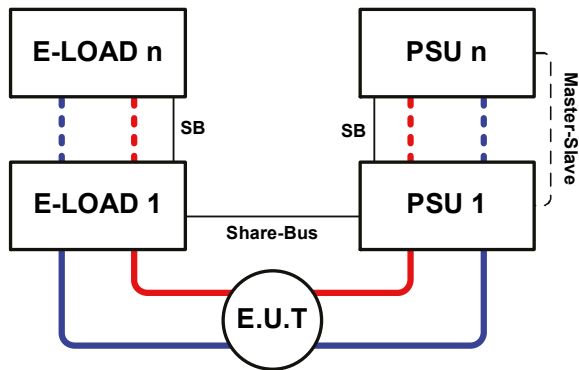 E-LOAD n
PSU n
SB
SB
Master-Slave
E-LOAD 1
PSU 1
Share-Bus
E.U.T